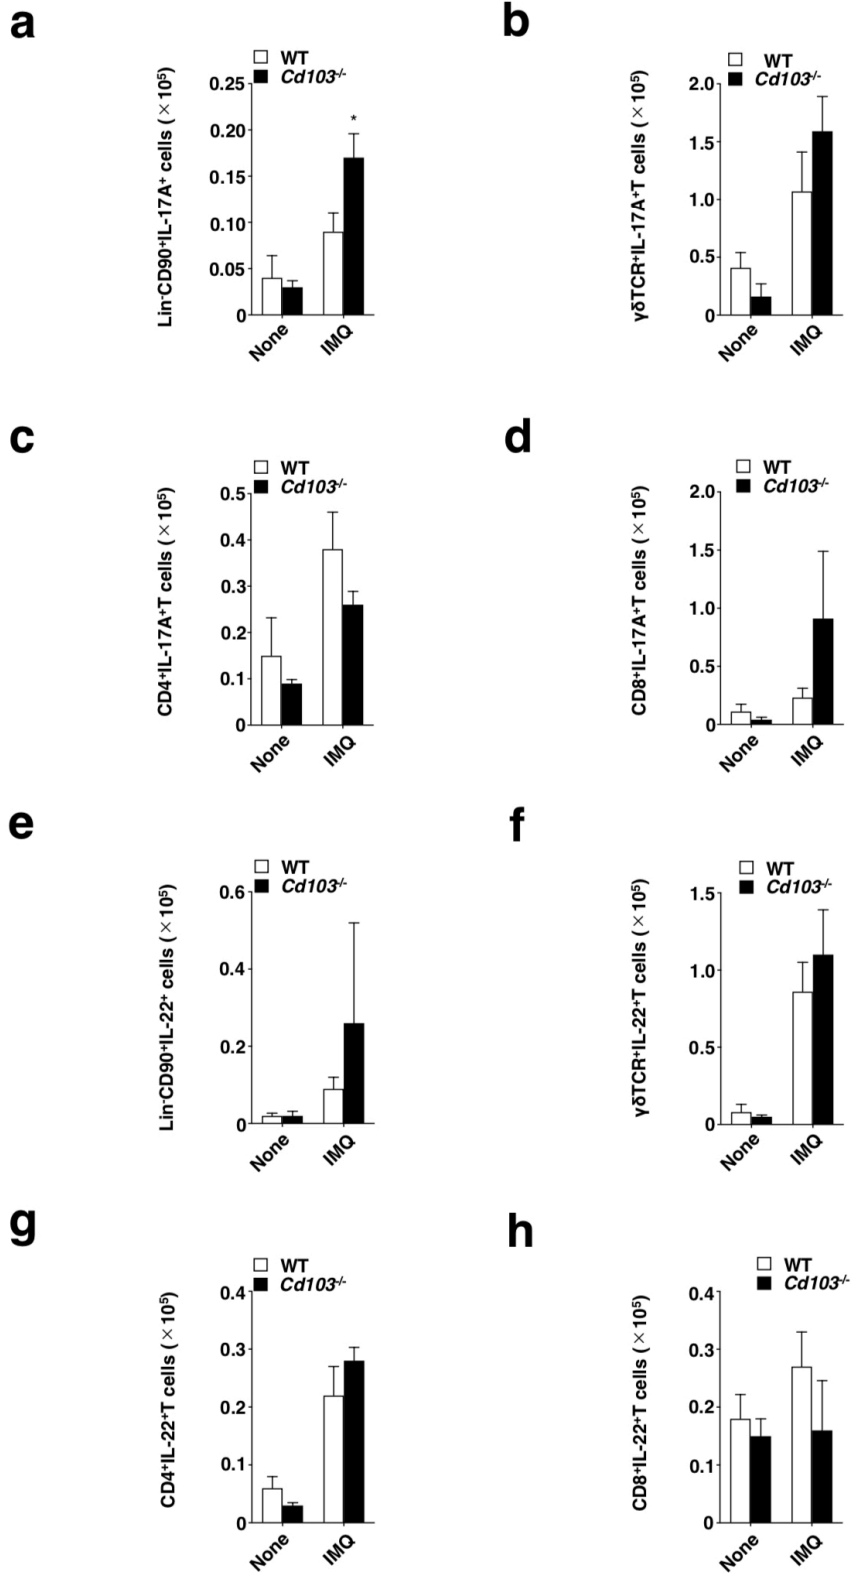 a
WT
Cd103-/-
Lin-CD90+IL-17A+ cells (×10⁵)
0.25
0.20
0.15
0.10
0.05
0
*
None
IMQ
b
WT
Cd103-/-
γδTCR+IL-17A+T cells (×10⁵)
2.0
1.5
1.0
0.5
0
None
IMQ
c
WT
Cd103-/-
CD4+IL-17A+T cells (×10⁵)
0.5
0.4
0.3
0.2
0.1
0
None
IMQ
d
WT
Cd103-/-
CD8+IL-17A+T cells (×10⁵)
2.0
1.5
1.0
0.5
0
None
IMQ
e
WT
Cd103-/-
Lin-CD90+IL-22+ cells (×10⁵)
0.6
0.4
0.2
0
None
IMQ
f
WT
Cd103-/-
γδTCR+IL-22+T cells (×10⁵)
1.5
1.0
0.5
0
None
IMQ
g
WT
Cd103-/-
CD4+IL-22+T cells (×10⁵)
0.4
0.3
0.2
0.1
0
None
IMQ
h
WT
Cd103-/-
CD8+IL-22+T cells (×10⁵)
0.4
0.3
0.2
0.1
0
None
IMQ